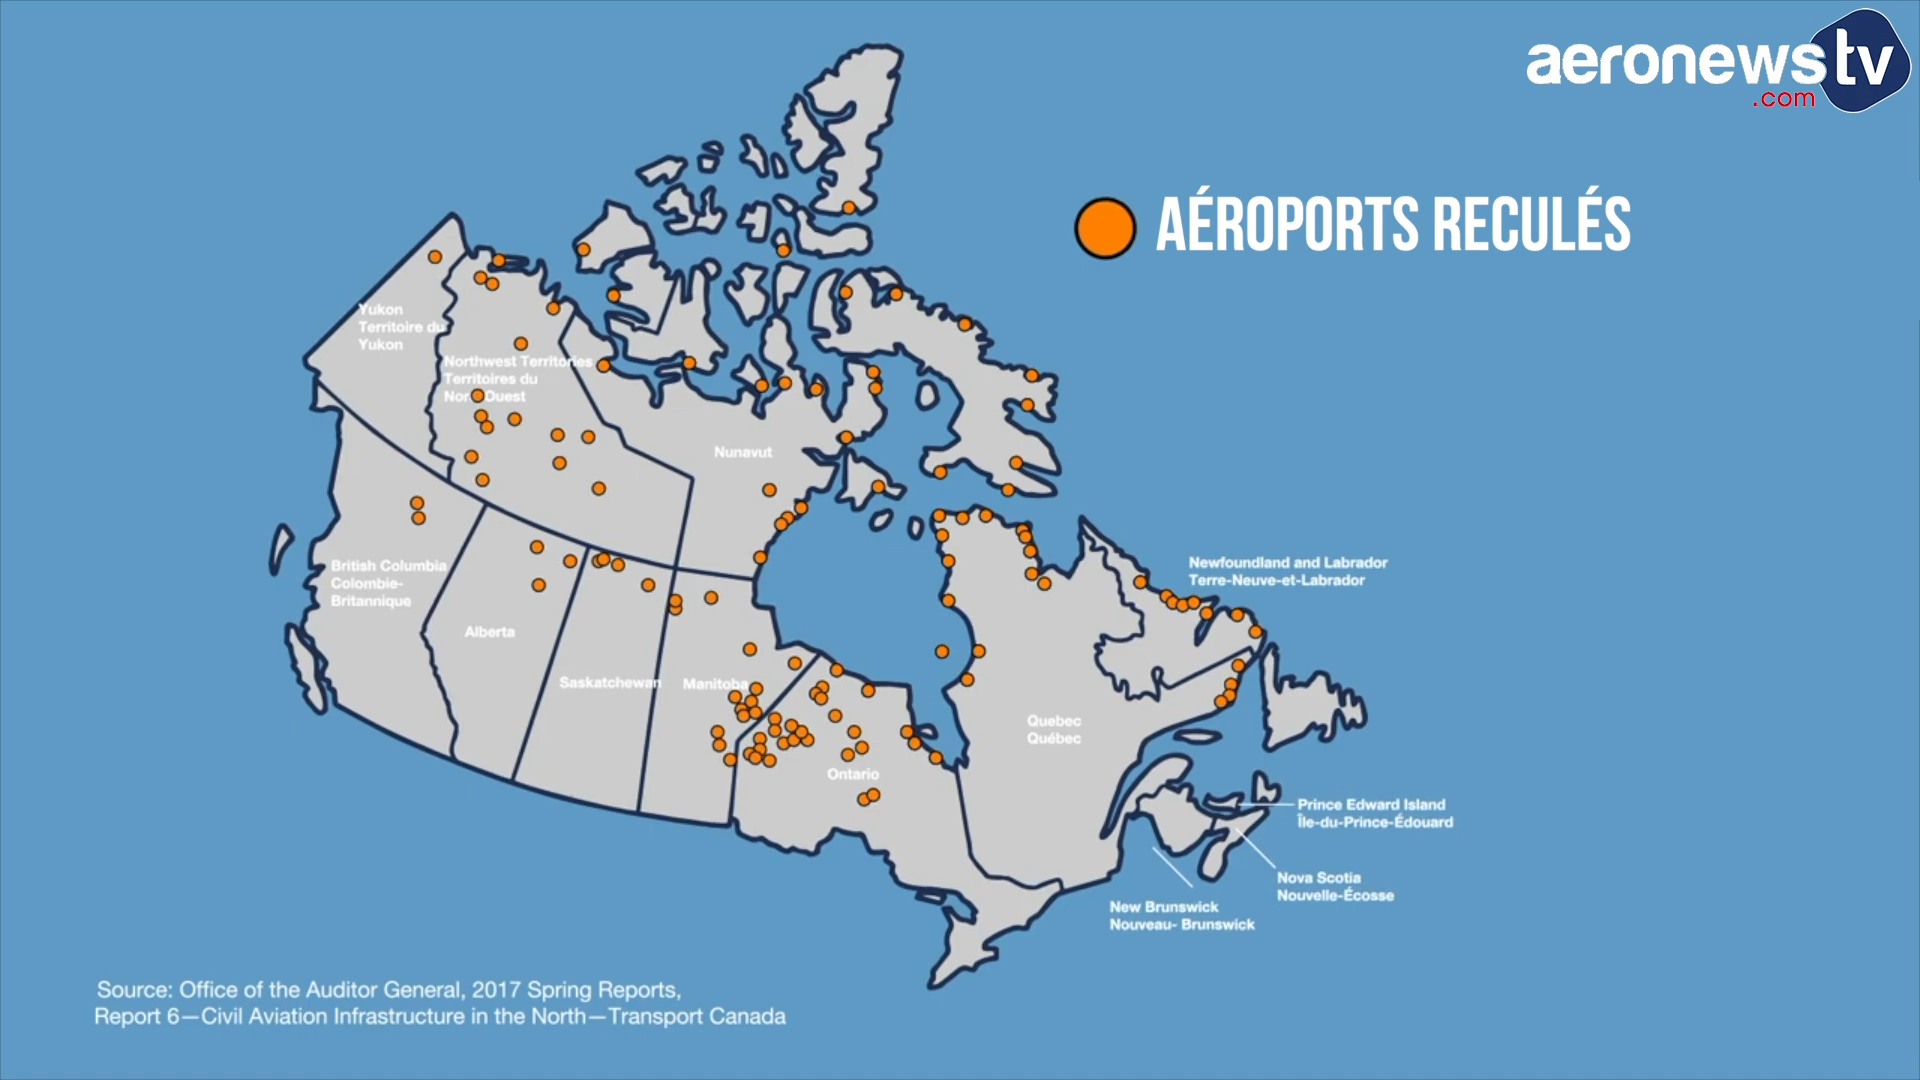 aeronewstv
.com
AÉROPORTS RECULÉS
Yukon
Territoire du
Yukon
Northwest Territories
Territoires du
Nord-Ouest
Nunavut
British Columbia
Colombie-
Britannique
Alberta
Saskatchewan
Manitoba
Ontario
Quebec
Québec
Newfoundland and Labrador
Terre-Neuve-et-Labrador
Prince Edward Island
Île-du-Prince-Édouard
Nova Scotia
Nouvelle-Écosse
New Brunswick
Nouveau- Brunswick
Source: Office of the Auditor General, 2017 Spring Reports,
Report 6—Civil Aviation Infrastructure in the North—Transport Canada